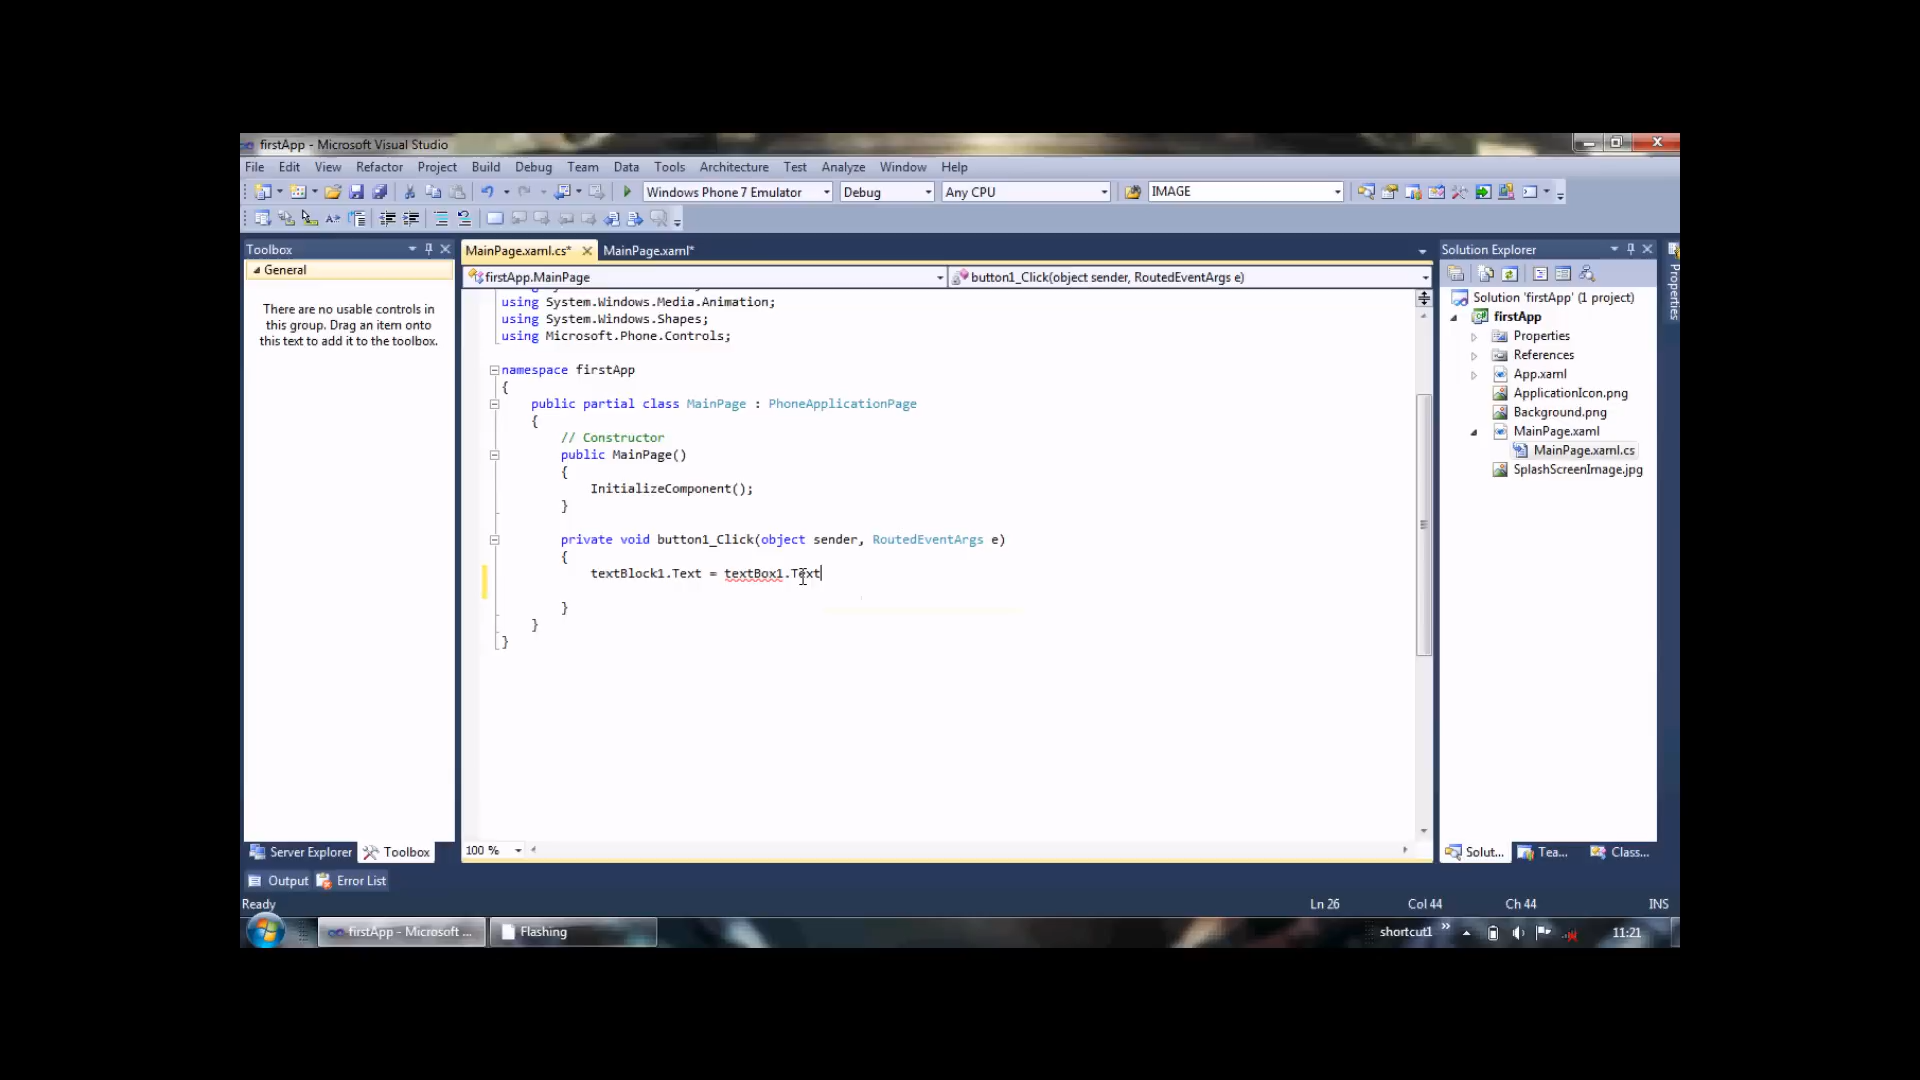 firstApp - Microsoft Visual Studio
File Edit View Refactor Project Build Debug Team Data Tools Architecture Test Analyze Window Help
Windows Phone 7 Emulator Debug Any CPU IMAGE
Toolbox
General
There are no usable controls in
this group. Drag an item onto
this text to add it to the toolbox.
Server Explorer Toolbox
MainPage.xaml.cs* MainPage.xaml*
firstApp.MainPage button1_Click(object sender, RoutedEventArgs e)
using System.Windows.Media.Animation;
using System.Windows.Shapes;
using Microsoft.Phone.Controls;
namespace firstApp
{
public partial class MainPage : PhoneApplicationPage
{
// Constructor
public MainPage()
{
InitializeComponent();
}
private void button1_Click(object sender, RoutedEventArgs e)
{
textBlock1.Text = textBox1.Text
}
}
}
100 %
Solution Explorer
Solution 'firstApp' (1 project)
firstApp
Properties
References
App.xaml
ApplicationIcon.png
Background.png
MainPage.xaml
MainPage.xaml.cs
SplashScreenImage.jpg
Solut... Tea... Class...
Properties
Output Error List
Ready Ln 26 Col 44 Ch 44 INS
firstApp - Microsoft ... Flashing shortcut1 » 11:21